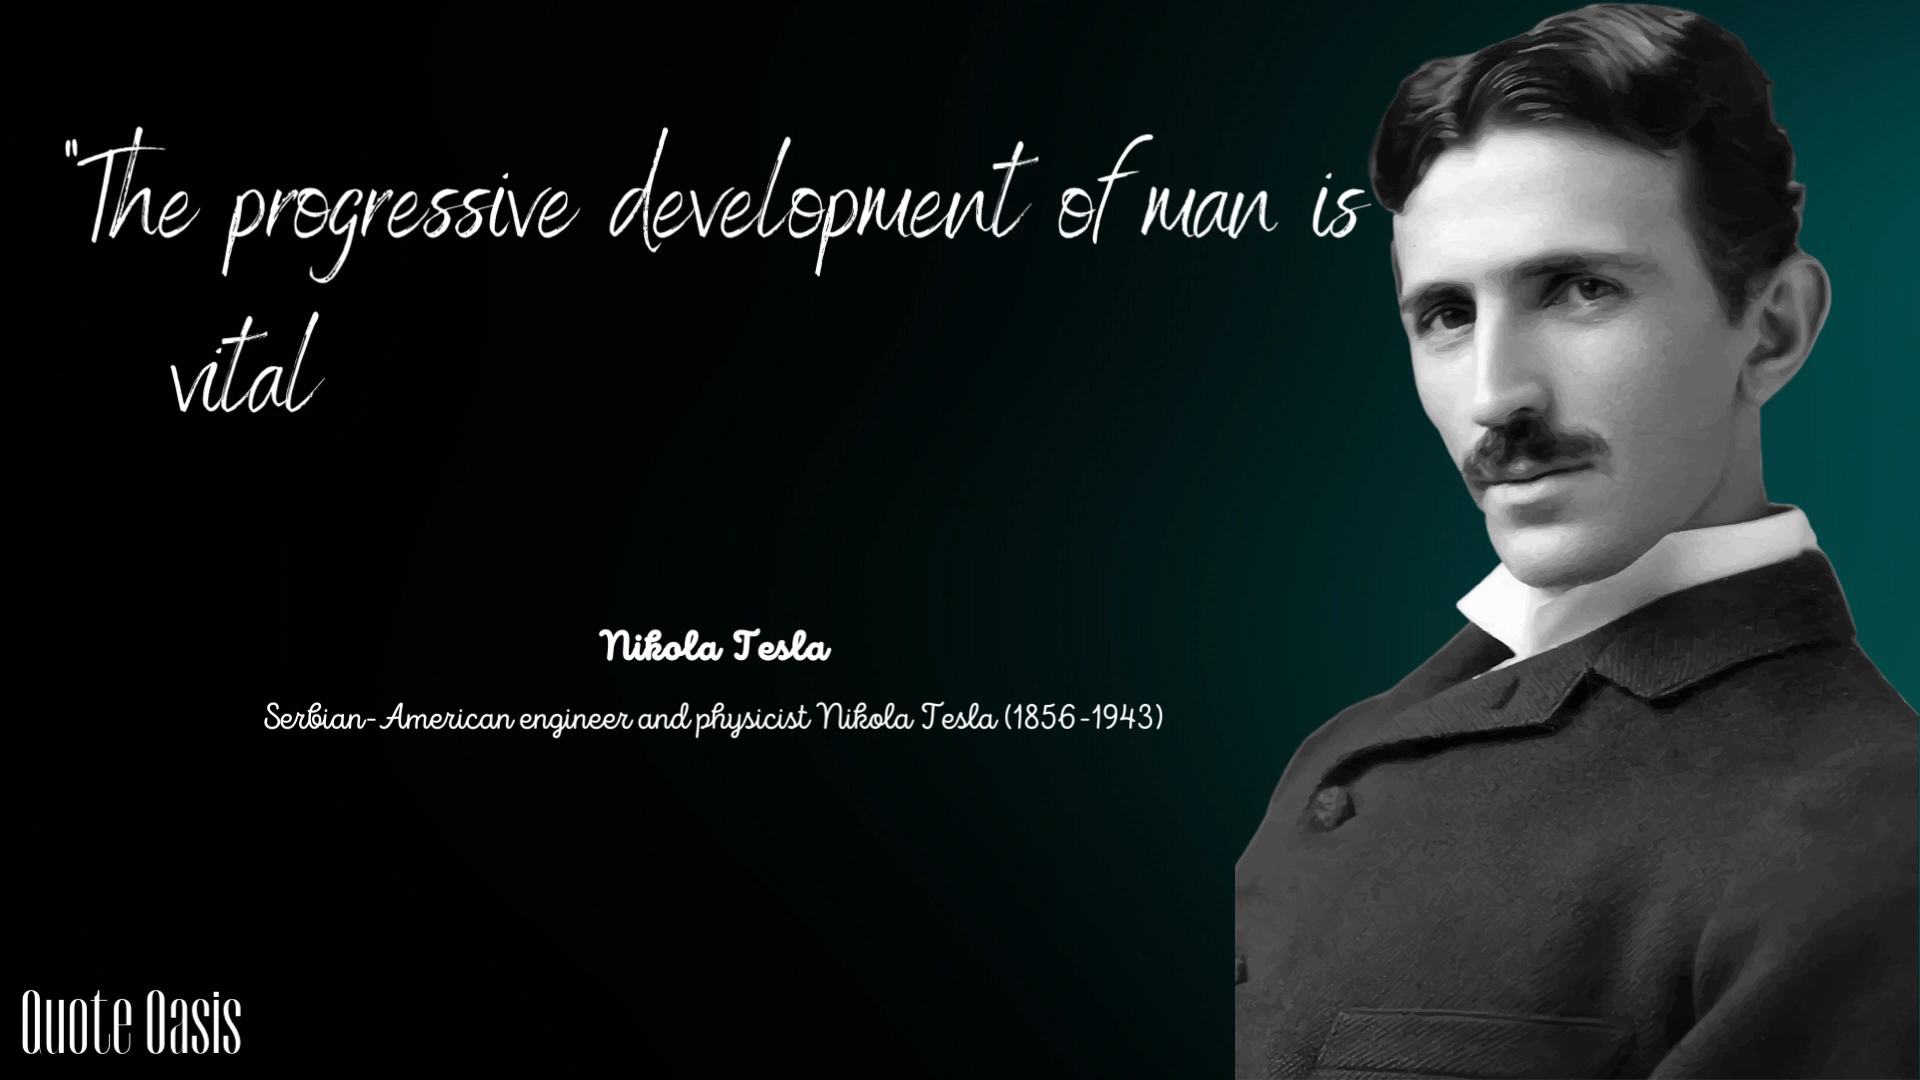 "The progressive development of man is
vital
Nikola Tesla
Serbian-American engineer and physicist Nikola Tesla (1856-1943)
Quote Oasis